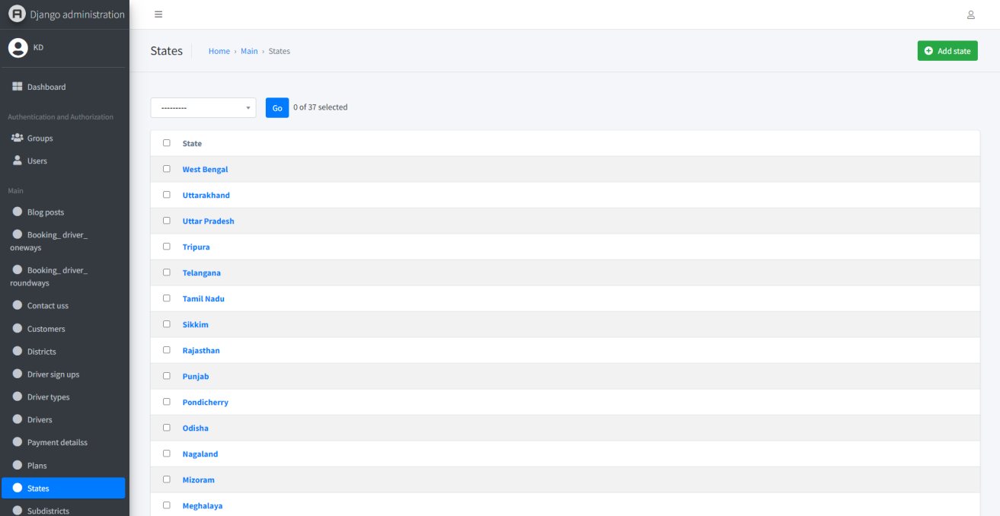 Django administration
KD
Dashboard
Authentication and Authorization
Groups
Users
Main
Blog posts
Booking_ driver_
oneways
Booking_ driver_
roundways
Contact uss
Customers
Districts
Driver sign ups
Driver types
Drivers
Payment detailss
Plans
States
Subdistricts
States
Home › Main › States
Add state
---------
Go
0 of 37 selected
State
West Bengal
Uttarakhand
Uttar Pradesh
Tripura
Telangana
Tamil Nadu
Sikkim
Rajasthan
Punjab
Pondicherry
Odisha
Nagaland
Mizoram
Meghalaya